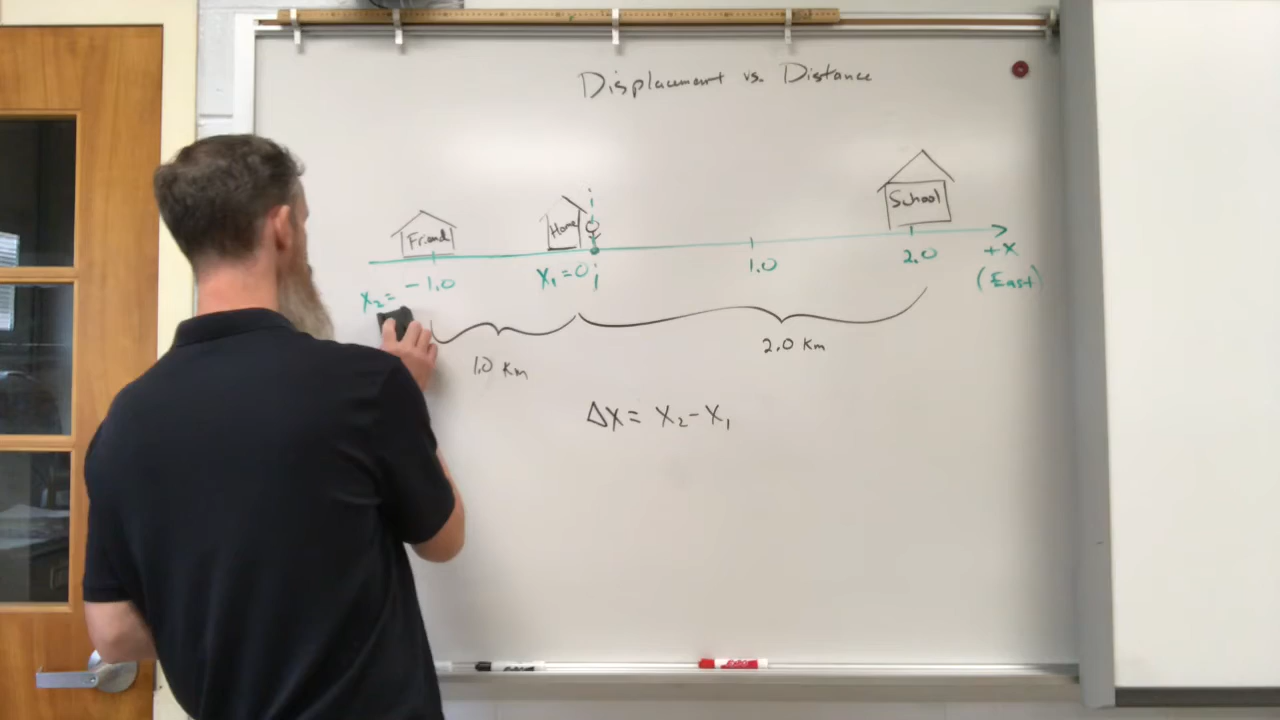 Displacement vs. Distance
Friend
Home
School
x₂ = -1.0
x₁ = 0
1.0
2.0
+x
(East)
1.0 km
2.0 km
Δx = x₂ - x₁